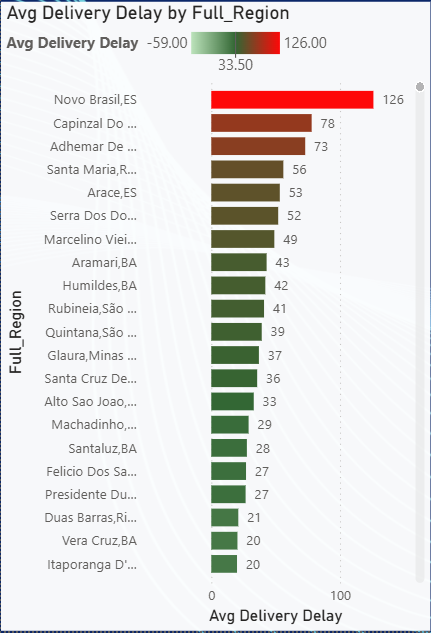 Avg Delivery Delay by Full_Region
Avg Delivery Delay -59.00 126.00
33.50
Novo Brasil,ES 126
Capinzal Do ... 78
Adhemar De ... 73
Santa Maria,R... 56
Arace,ES 53
Serra Dos Do... 52
Marcelino Viei... 49
Aramari,BA 43
Humildes,BA 42
Rubineia,São ... 41
Quintana,São ... 39
Glaura,Minas ... 37
Santa Cruz De... 36
Alto Sao Joao,... 33
Machadinho,... 29
Santaluz,BA 28
Felicio Dos Sa... 27
Presidente Du... 27
Duas Barras,Ri... 21
Vera Cruz,BA 20
Itaporanga D'... 20
Full_Region
0 100
Avg Delivery Delay